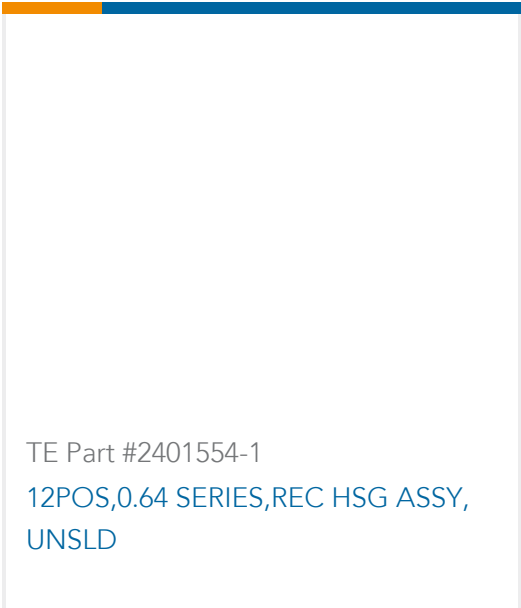 TE Part #2401554-1
12POS,0.64 SERIES,REC HSG ASSY,
UNSLD